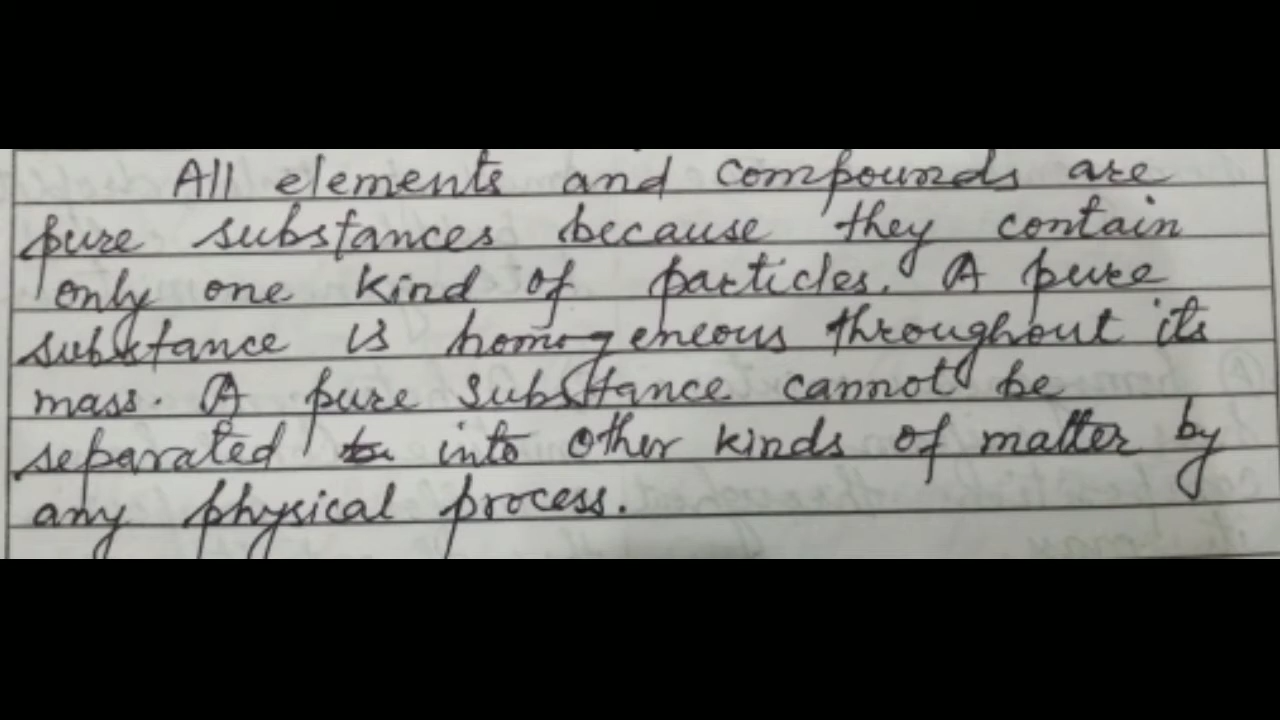 All elements and compounds are
pure substances because they contain
only one kind of particles. A pure
substance is homogeneous throughout its
mass. A pure substance cannot be
separated into other kinds of matter by
any physical process.